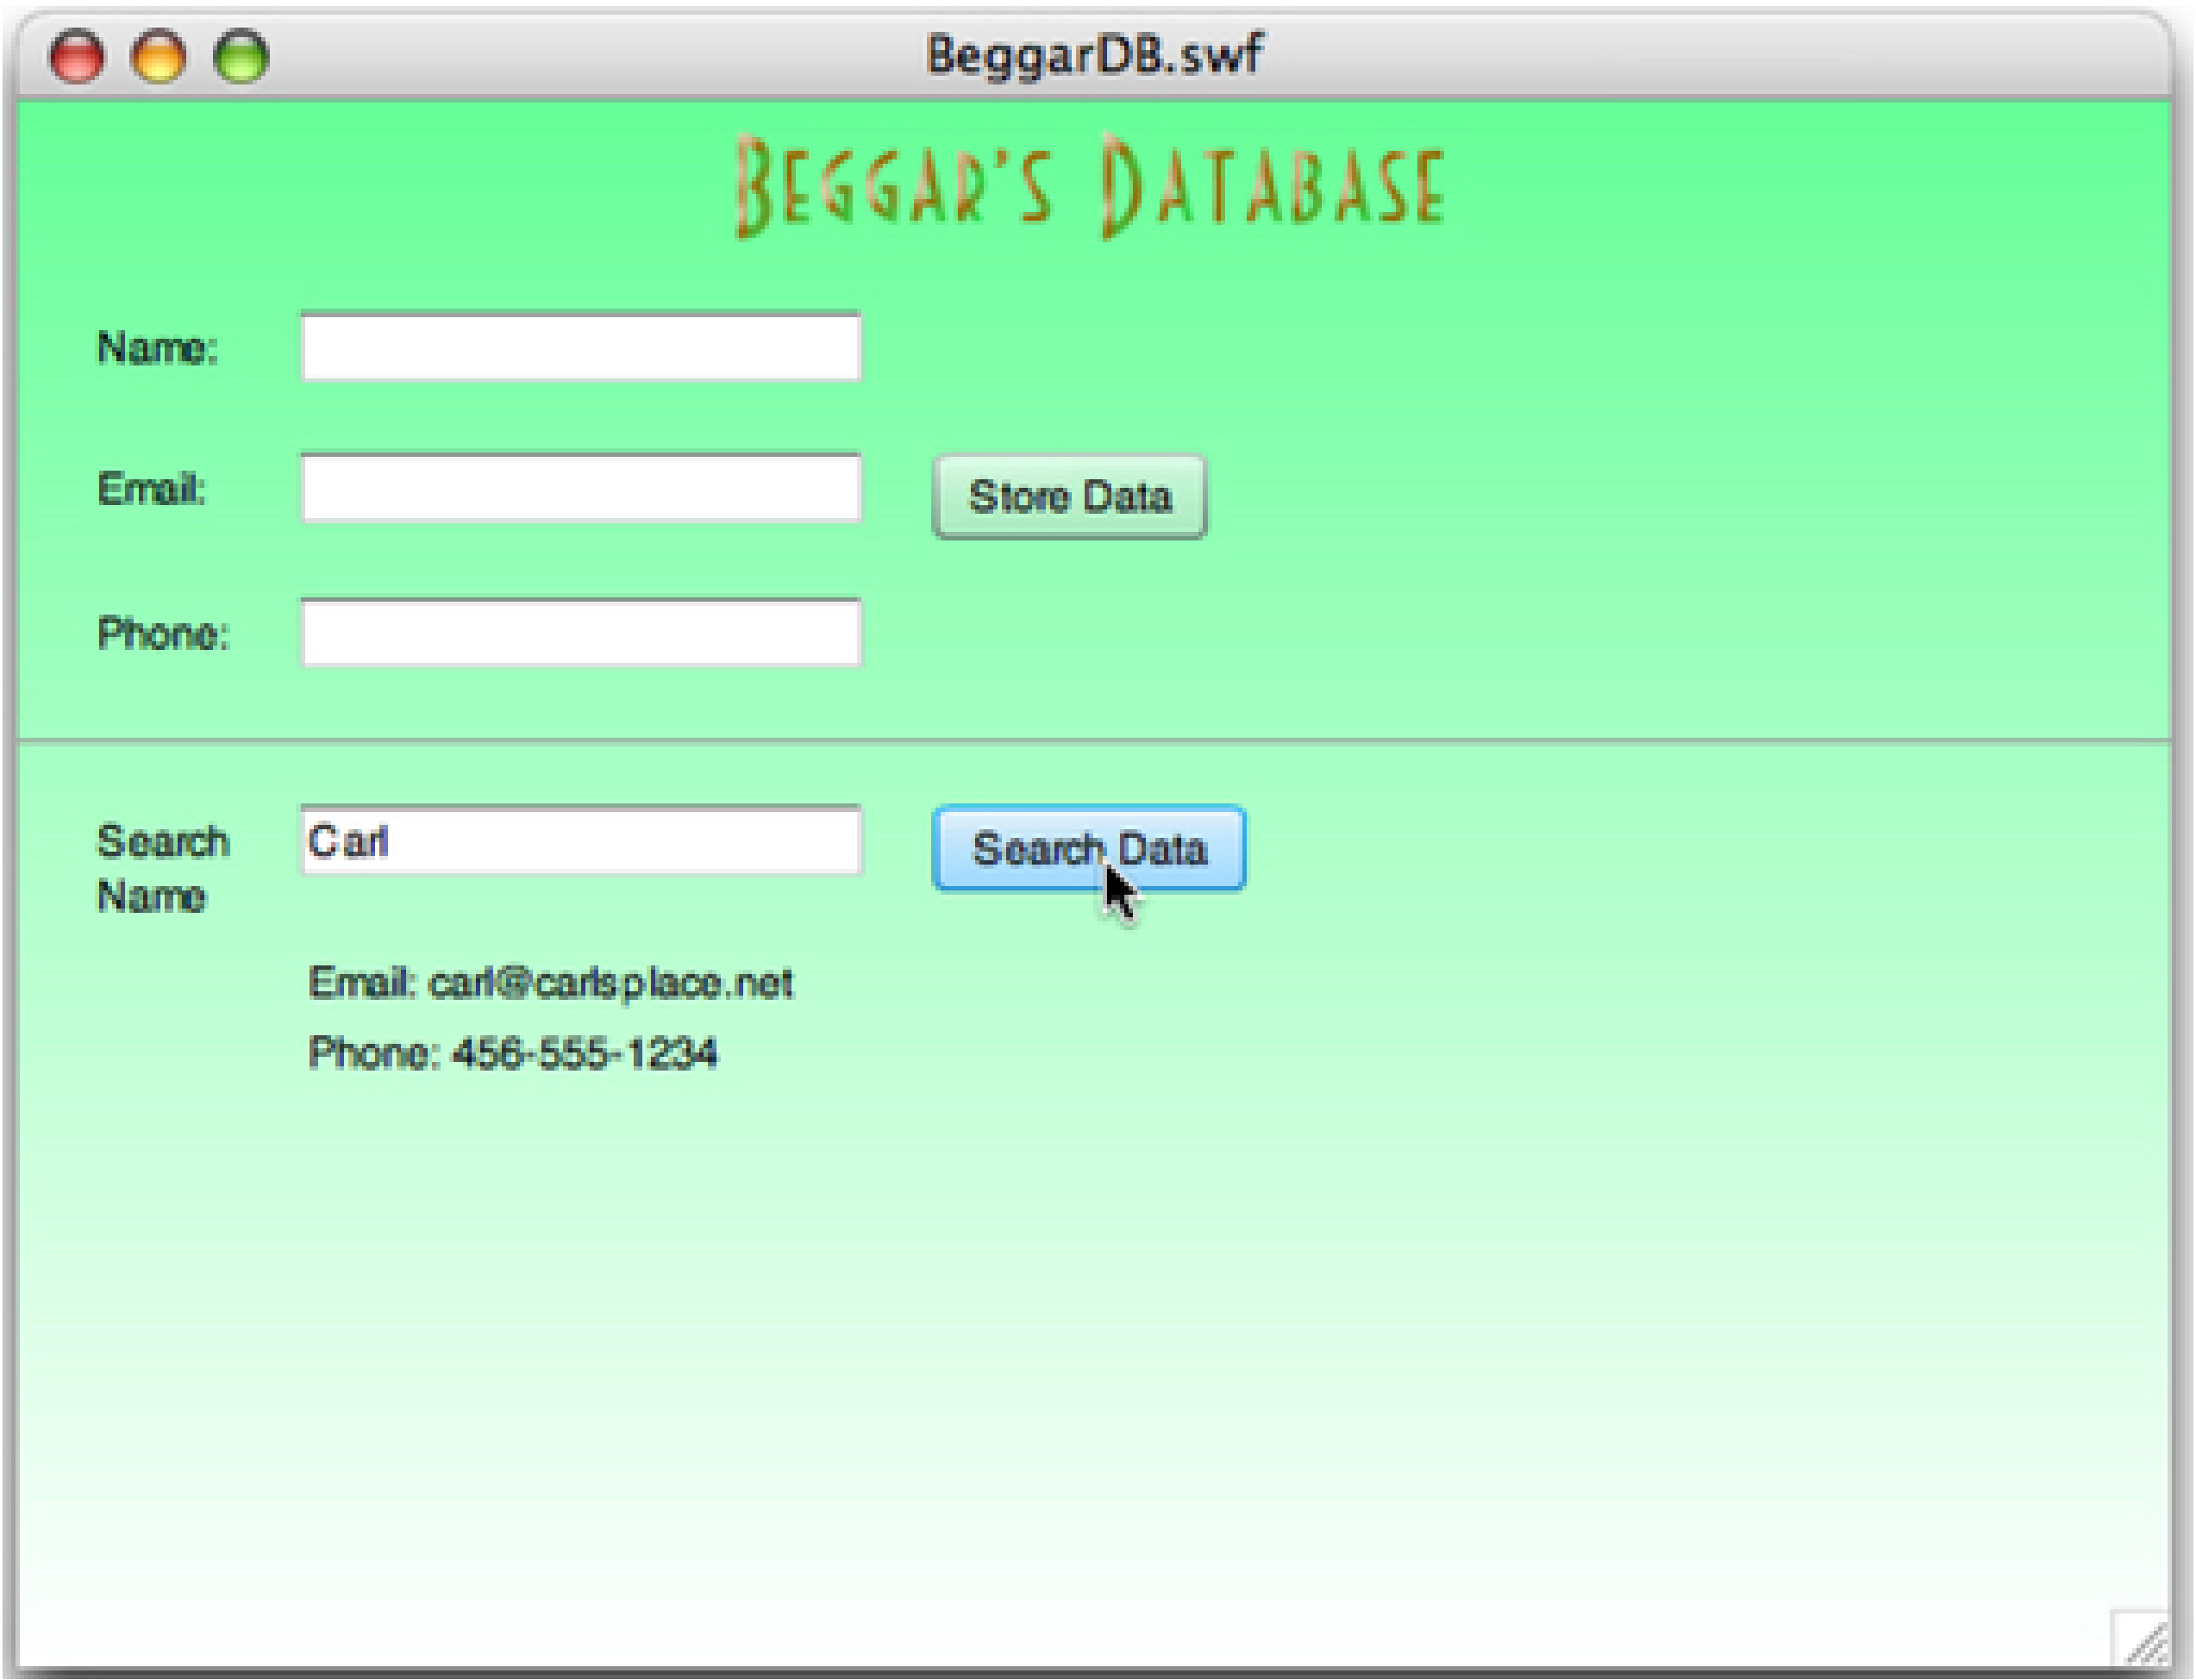 BeggarDB.swf
BEGGAR'S DATABASE
Name:
Email:
Store Data
Phone:
Search Name
Carl
Search Data
Email: carl@carlsplace.net
Phone: 456-555-1234